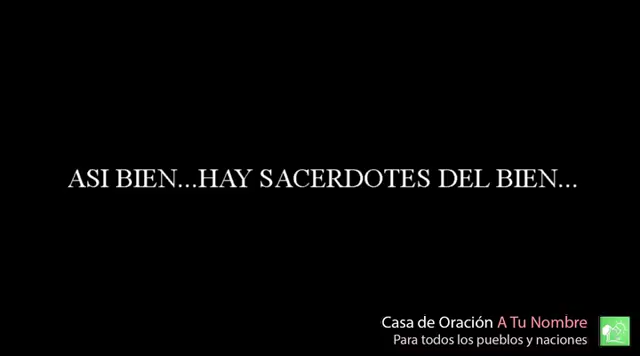 ASI BIEN...HAY SACERDOTES DEL BIEN...
Casa de Oración A Tu Nombre
Para todos los pueblos y naciones